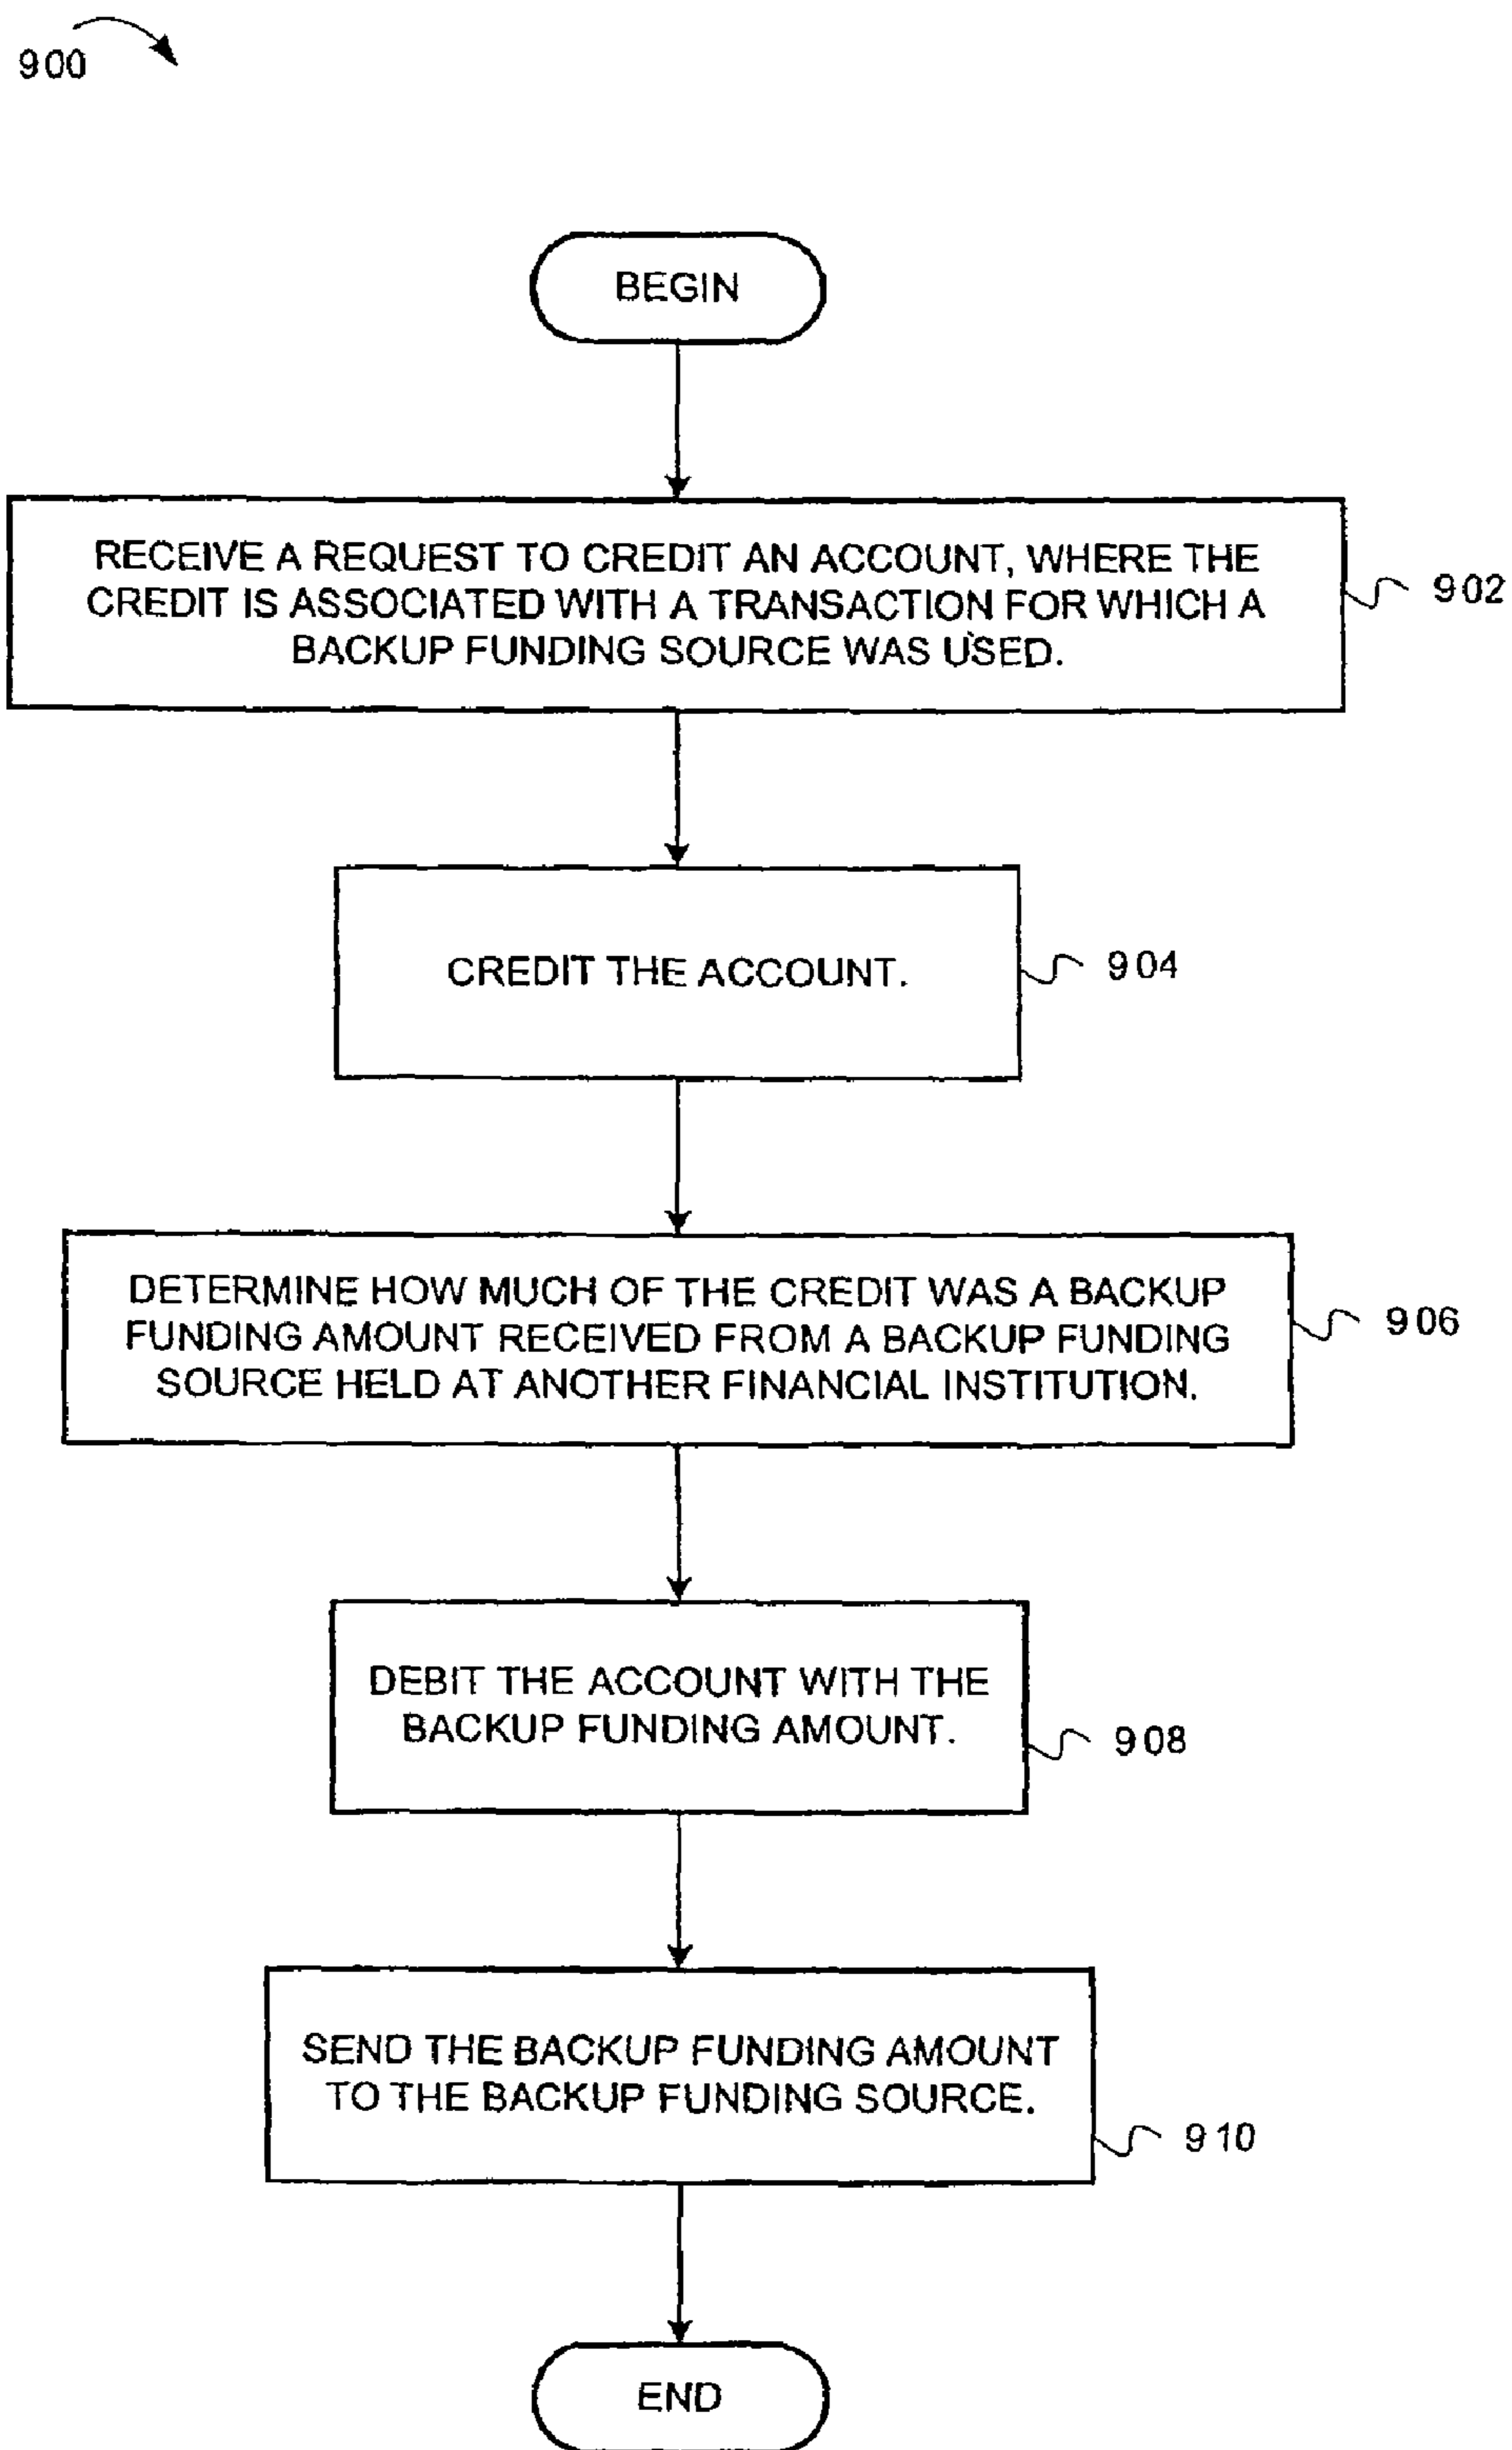 900
BEGIN
RECEIVE A REQUEST TO CREDIT AN ACCOUNT, WHERE THE
CREDIT IS ASSOCIATED WITH A TRANSACTION FOR WHICH A
BACKUP FUNDING SOURCE WAS USED.
902
CREDIT THE ACCOUNT.
904
DETERMINE HOW MUCH OF THE CREDIT WAS A BACKUP
FUNDING AMOUNT RECEIVED FROM A BACKUP FUNDING
SOURCE HELD AT ANOTHER FINANCIAL INSTITUTION.
906
DEBIT THE ACCOUNT WITH THE
BACKUP FUNDING AMOUNT.
908
SEND THE BACKUP FUNDING AMOUNT
TO THE BACKUP FUNDING SOURCE.
910
END